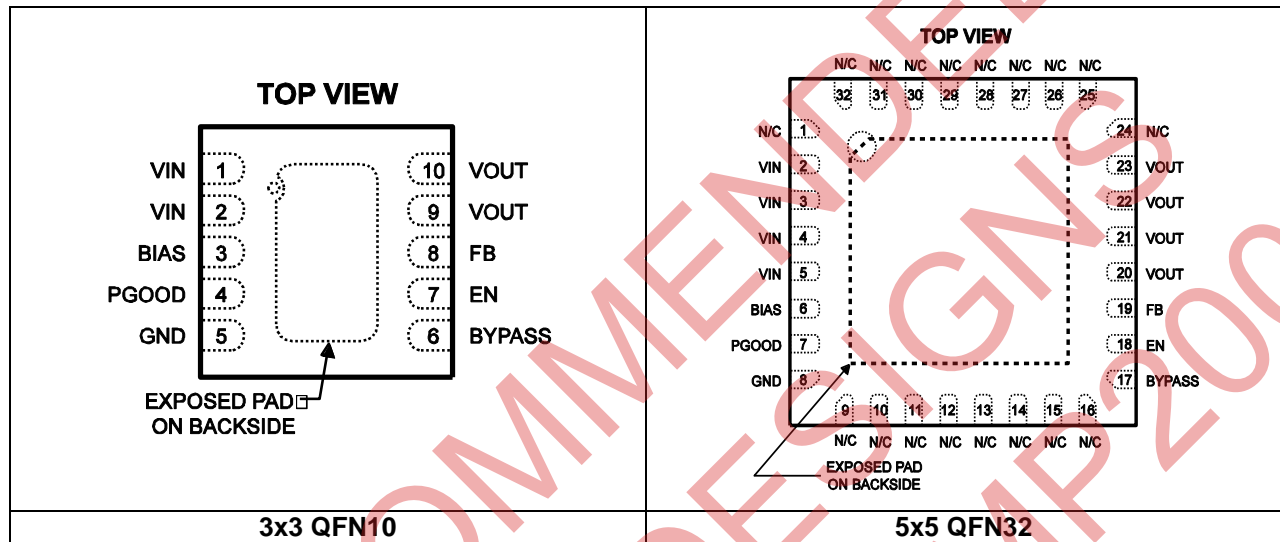 TOP VIEW
VIN 1
VIN 2
BIAS 3
PGOOD 4
GND 5
10 VOUT
9 VOUT
8 FB
7 EN
6 BYPASS
EXPOSED PAD
ON BACKSIDE
3x3 QFN10
TOP VIEW
N/C N/C N/C N/C N/C N/C N/C N/C
32 31 30 29 28 27 26 25
N/C 1
VIN 2
VIN 3
VIN 4
VIN 5
BIAS 6
PGOOD 7
GND 8
24 N/C
23 VOUT
22 VOUT
21 VOUT
20 VOUT
19 FB
18 EN
17 BYPASS
9 10 11 12 13 14 15 16
N/C N/C N/C N/C N/C N/C N/C N/C
EXPOSED PAD
ON BACKSIDE
5x5 QFN32
OMMENDE
DESIGNS
MP200